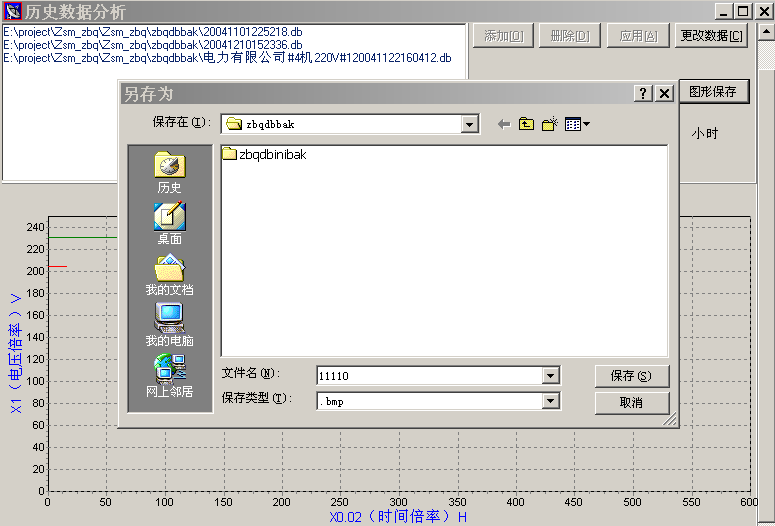 历史数据分析
E:\project\Zsm_zbq\Zsm_zbq\zbqdbbak\20041101225218.db
E:\project\Zsm_zbq\Zsm_zbq\zbqdbbak\20041210152336.db
E:\project\Zsm_zbq\Zsm_zbq\zbqdbbak\电力有限公司#4机220V#120041122160412.db
添加[O] 删除[D] 应用[A] 更改数据[C]
图形保存
小时
另存为
保存在(I): zbqdbbak
zbqdbinibak
历史
桌面
我的文档
我的电脑
网上邻居
文件名(N): 11110 保存(S)
保存类型(T): .bmp 取消
X1（电压倍率）V
240
220
200
180
160
140
120
100
80
60
40
20
0
0 50 100 150 200 250 300 350 400 450 500 550 600
X0.02（时间倍率）H